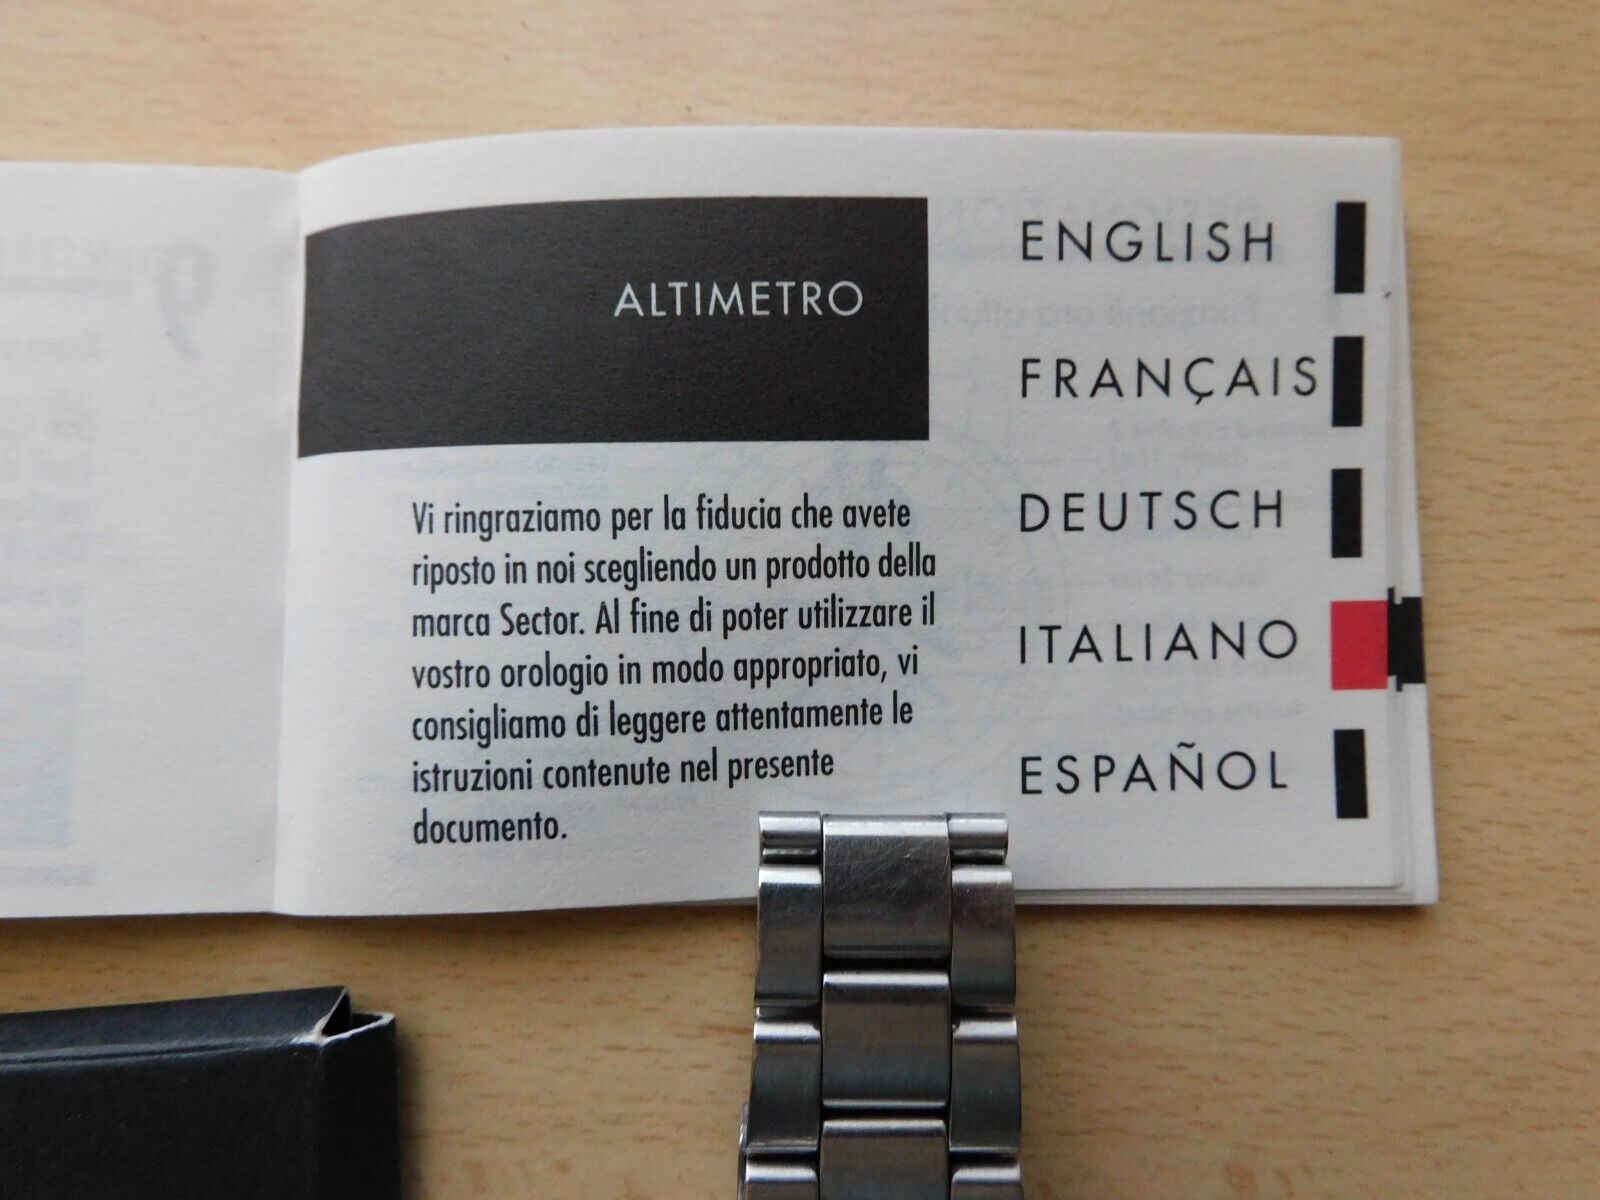 ALTIMETRO
Vi ringraziamo per la fiducia che avete
riposto in noi scegliendo un prodotto della
marca Sector. Al fine di poter utilizzare il
vostro orologio in modo appropriato, vi
consigliamo di leggere attentamente le
istruzioni contenute nel presente
documento.
ENGLISH
FRANÇAIS
DEUTSCH
ITALIANO
ESPAÑOL